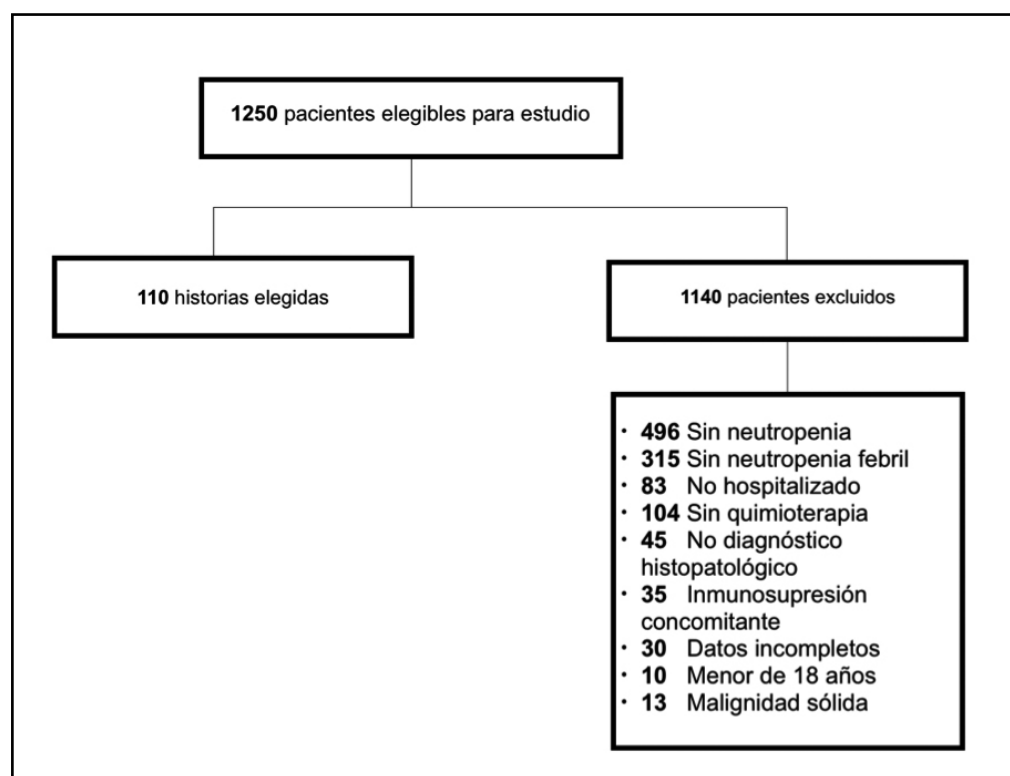 1250 pacientes elegibles para estudio
110 historias elegidas
1140 pacientes excluidos
· 496 Sin neutropenia
· 315 Sin neutropenia febril
· 83 No hospitalizado
· 104 Sin quimioterapia
· 45 No diagnóstico
histopatológico
· 35 Inmunosupresión
concomitante
· 30 Datos incompletos
· 10 Menor de 18 años
· 13 Malignidad sólida